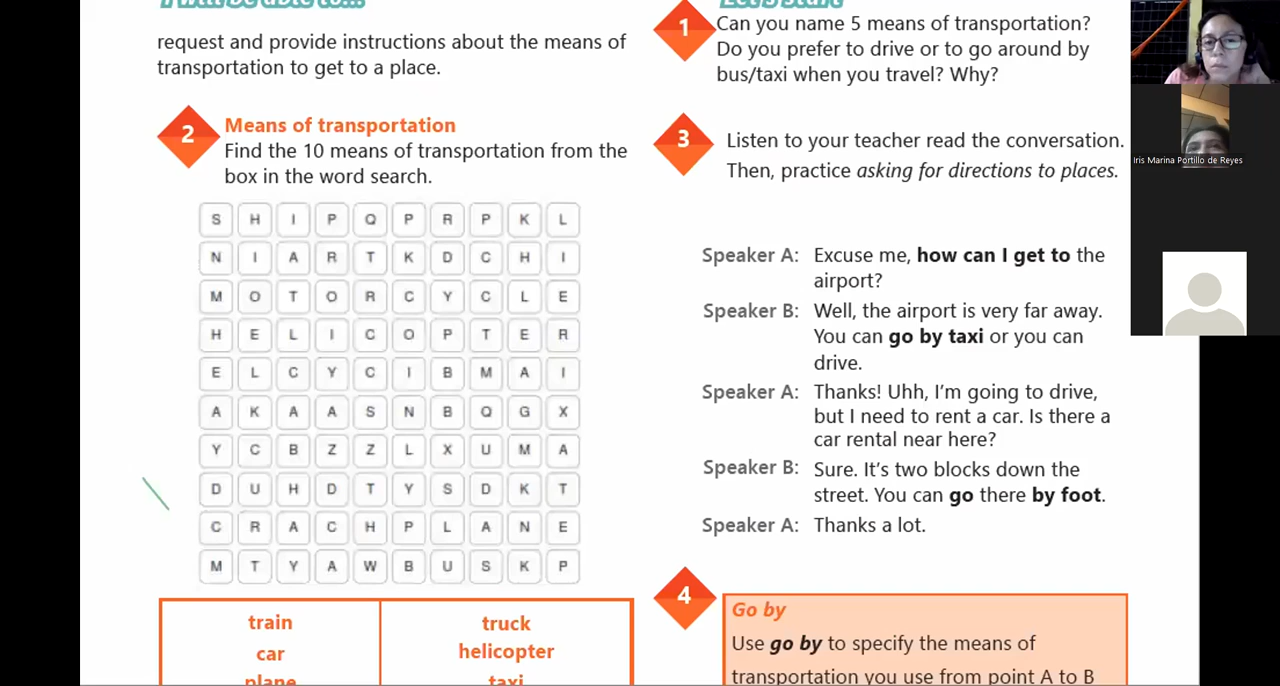 I will be able to...
request and provide instructions about the means of
transportation to get to a place.
2
Means of transportation
Find the 10 means of transportation from the
box in the word search.
S H I P Q P R P K L
N I A R T K D C H I
M O T O R C Y C L E
H E L I C O P T E R
E L C Y C I B M A I
A K A A S N B Q G X
Y C B Z Z L X U M A
D U H D T Y S D K T
C R A C H P L A N E
M T Y A W B U S K P
train
car
plane
truck
helicopter
taxi
Let's start
1
Can you name 5 means of transportation?
Do you prefer to drive or to go around by
bus/taxi when you travel? Why?
3
Listen to your teacher read the conversation.
Then, practice asking for directions to places.
Speaker A: Excuse me, how can I get to the
airport?
Speaker B: Well, the airport is very far away.
You can go by taxi or you can
drive.
Speaker A: Thanks! Uhh, I'm going to drive,
but I need to rent a car. Is there a
car rental near here?
Speaker B: Sure. It's two blocks down the
street. You can go there by foot.
Speaker A: Thanks a lot.
4
Go by
Use go by to specify the means of
transportation you use from point A to B
Iris Marina Portillo de Reyes